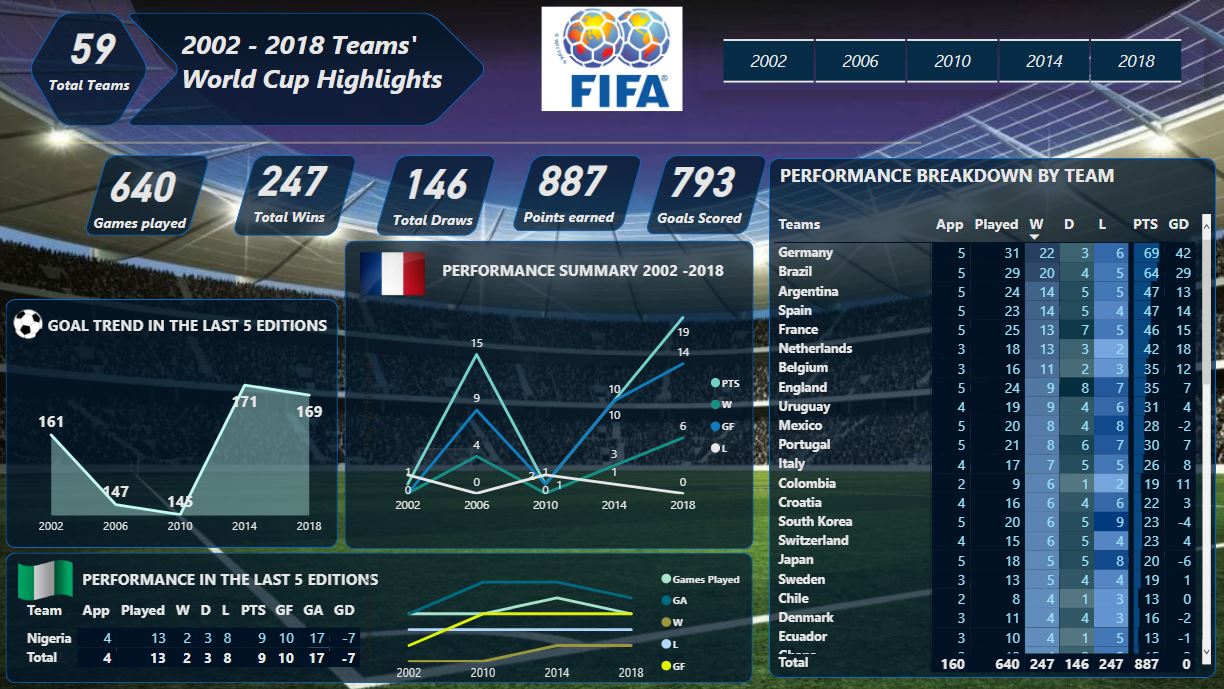 59
Total Teams
2002 - 2018 Teams'
World Cup Highlights
FIFA
2002 2006 2010 2014 2018
640
Games played
247
Total Wins
146
Total Draws
887
Points earned
793
Goals Scored
GOAL TREND IN THE LAST 5 EDITIONS
161
147
145
171
169
2002 2006 2010 2014 2018
PERFORMANCE SUMMARY 2002 -2018
19
15
14
10
9
10
6
4
3
1
0
0
2
1
0
1
1
0
2002 2006 2010 2014 2018
PTS
W
GF
L
PERFORMANCE BREAKDOWN BY TEAM
Teams App Played W D L PTS GD
Germany 5 31 22 3 6 69 42
Brazil 5 29 20 4 5 64 29
Argentina 5 24 14 5 5 47 13
Spain 5 23 14 5 4 47 14
France 5 25 13 7 5 46 15
Netherlands 3 18 13 3 2 42 18
Belgium 3 16 11 2 3 35 12
England 5 24 9 8 7 35 7
Uruguay 4 19 9 4 6 31 4
Mexico 5 20 8 4 8 28 -2
Portugal 5 21 8 6 7 30 7
Italy 4 17 7 5 5 26 8
Colombia 2 9 6 1 2 19 11
Croatia 4 16 6 4 6 22 3
South Korea 5 20 6 5 9 23 -4
Switzerland 4 15 6 5 4 23 4
Japan 5 18 5 5 8 20 -6
Sweden 3 13 5 4 4 19 1
Chile 2 8 4 1 3 13 0
Denmark 3 11 4 4 3 16 -2
Ecuador 3 10 4 1 5 13 -1
Total 160 640 247 146 247 887 0
PERFORMANCE IN THE LAST 5 EDITIONS
Team App Played W D L PTS GF GA GD
Nigeria 4 13 2 3 8 9 10 17 -7
Total 4 13 2 3 8 9 10 17 -7
2002 2010 2014 2018
Games Played
GA
W
L
GF